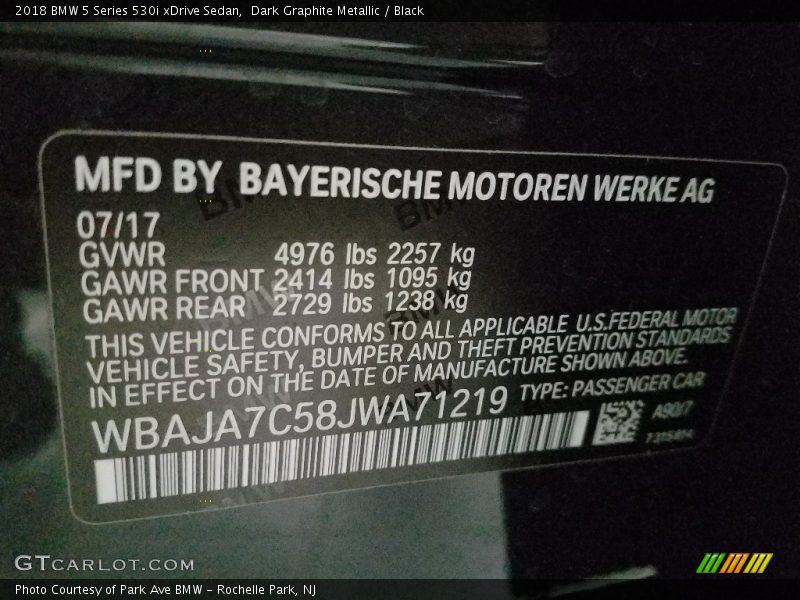 2018 BMW 5 Series 530i xDrive Sedan, Dark Graphite Metallic / Black
MFD BY BAYERISCHE MOTOREN WERKE AG
07/17
GVWR 4976 lbs 2257 kg
GAWR FRONT 2414 lbs 1095 kg
GAWR REAR 2729 lbs 1238 kg
THIS VEHICLE CONFORMS TO ALL APPLICABLE U.S.FEDERAL MOTOR
VEHICLE SAFETY, BUMPER AND THEFT PREVENTION STANDARDS
IN EFFECT ON THE DATE OF MANUFACTURE SHOWN ABOVE.
WBAJA7C58JWA71219 TYPE: PASSENGER CAR
A90/7
GTCARLOT.COM
Photo Courtesy of Park Ave BMW - Rochelle Park, NJ